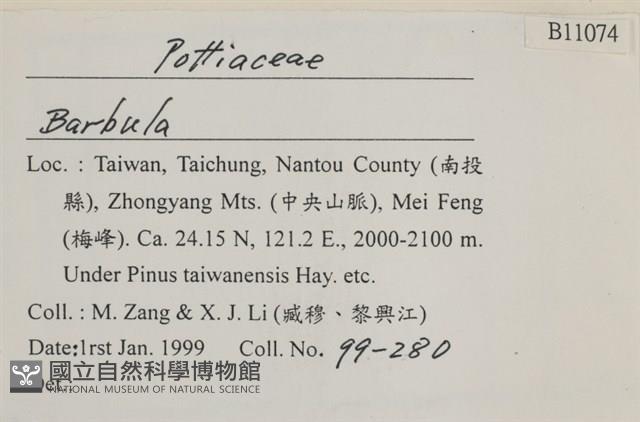 B11074
Pottiaceae
Barbula
Loc. : Taiwan, Taichung, Nantou County (南投
縣), Zhongyang Mts. (中央山脈), Mei Feng
(梅峰). Ca. 24.15 N, 121.2 E., 2000-2100 m.
Under Pinus taiwanensis Hay. etc.
Coll. : M. Zang & X. J. Li (臧穆、黎興江)
Date:1rst Jan. 1999 Coll. No. 99-280
國立自然科學博物館
NATIONAL MUSEUM OF NATURAL SCIENCE